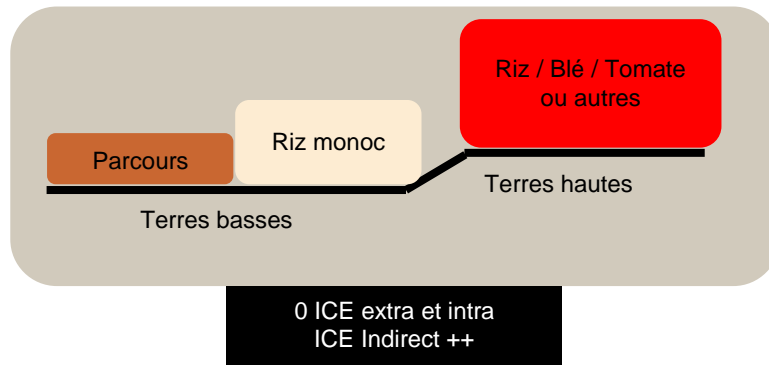 Riz / Blé / Tomate
ou autres
Riz monoc
Parcours
Terres hautes
Terres basses
0 ICE extra et intra
ICE Indirect ++